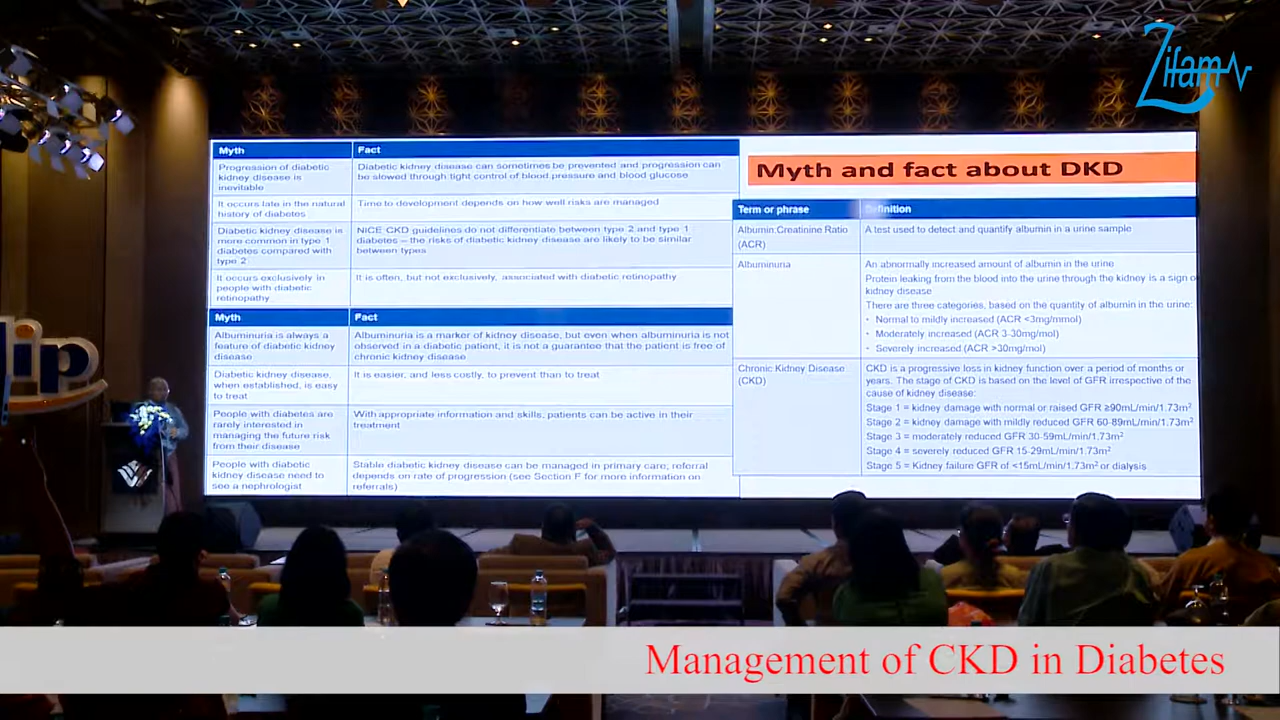 Zifam
Myth Fact
Progression of diabetic
kidney disease is
inevitable
Diabetic kidney disease can sometimes be prevented and progression can
be slowed through tight control of blood pressure and blood glucose
It occurs late in the natural
history of diabetes
Time to development depends on how well risks are managed
Diabetic kidney disease is
more common in type 1
diabetes compared with
type 2
NICE CKD guidelines do not differentiate between type 2 and type 1
diabetes – the risks of diabetic kidney disease are likely to be similar
between types
It occurs exclusively in
people with diabetic
retinopathy
It is often, but not exclusively, associated with diabetic retinopathy
Myth Fact
Albuminuria is always a
feature of diabetic kidney
disease
Albuminuria is a marker of kidney disease, but even when albuminuria is not
observed in a diabetic patient, it is not a guarantee that the patient is free of
chronic kidney disease
Diabetic kidney disease,
when established, is easy
to treat
It is easier, and less costly, to prevent than to treat
People with diabetes are
rarely interested in
managing the future risk
from their disease
With appropriate information and skills, patients can be active in their
treatment
People with diabetic
kidney disease need to
see a nephrologist
Stable diabetic kidney disease can be managed in primary care; referral
depends on rate of progression (see Section F for more information on
referrals)
Myth and fact about DKD
Term or phrase Definition
Albumin:Creatinine Ratio
(ACR)
A test used to detect and quantify albumin in a urine sample
Albuminuria
An abnormally increased amount of albumin in the urine
Protein leaking from the blood into the urine through the kidney is a sign o
kidney disease
There are three categories, based on the quantity of albumin in the urine:
• Normal to mildly increased (ACR <3mg/mmol)
• Moderately increased (ACR 3-30mg/mol)
• Severely increased (ACR >30mg/mol)
Chronic Kidney Disease
(CKD)
CKD is a progressive loss in kidney function over a period of months or
years. The stage of CKD is based on the level of GFR irrespective of the
cause of kidney disease:
Stage 1 = kidney damage with normal or raised GFR ≥90mL/min/1.73m²
Stage 2 = kidney damage with mildly reduced GFR 60-89mL/min/1.73m²
Stage 3 = moderately reduced GFR 30-59mL/min/1.73m²
Stage 4 = severely reduced GFR 15-29mL/min/1.73m²
Stage 5 = Kidney failure GFR of <15mL/min/1.73m² or dialysis
lip
Management of CKD in Diabetes